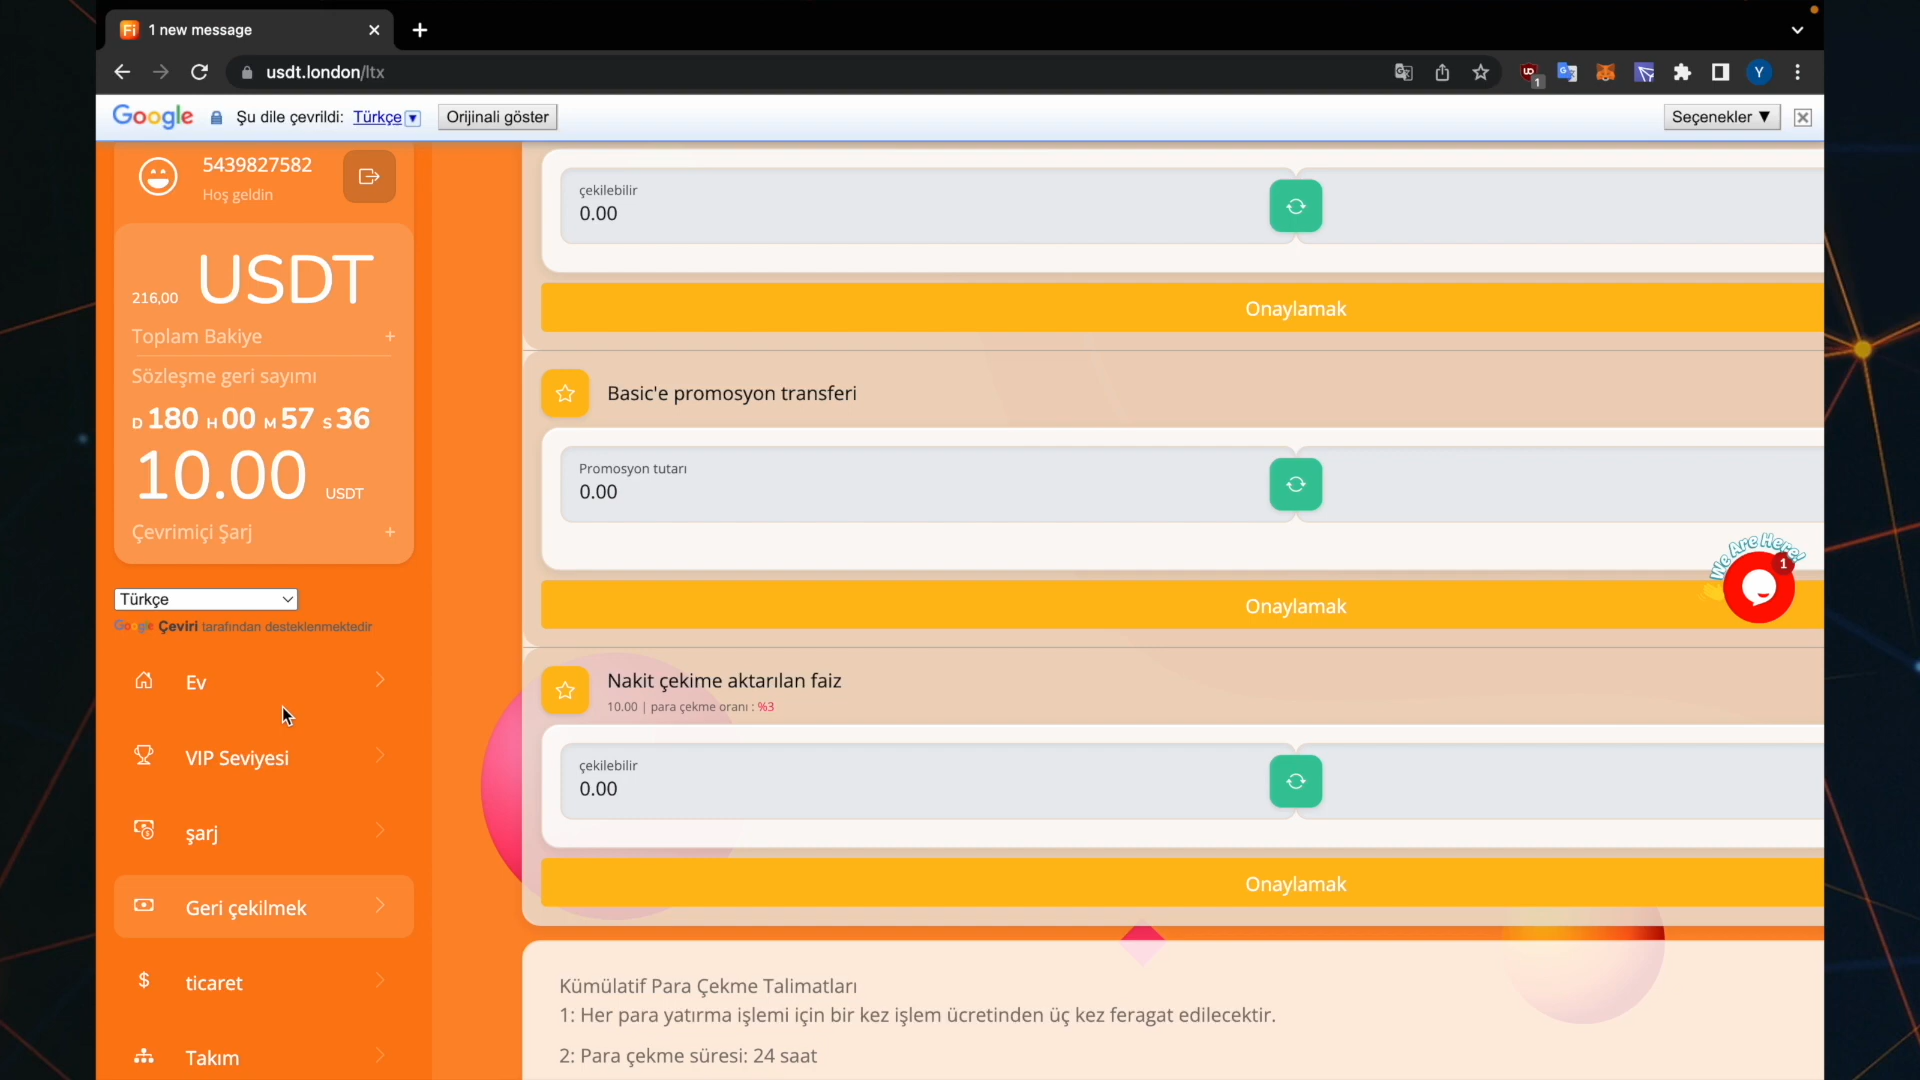 Fi 1 new message
usdt.london/ltx
UD 1
Y
Google Şu dile çevrildi: Türkçe Orijinali göster Seçenekler ▼
5439827582
Hoş geldin
216,00 USDT
Toplam Bakiye +
Sözleşme geri sayımı
D 180 H 00 M 57 S 36
10.00 USDT
Çevrimiçi Şarj +
Türkçe
Google Çeviri tarafından desteklenmektedir
Ev
VIP Seviyesi
şarj
Geri çekilmek
ticaret
Takım
çekilebilir
0.00
Onaylamak
Basic'e promosyon transferi
Promosyon tutarı
0.00
We Are Here!
1
Onaylamak
Nakit çekime aktarılan faiz
10.00 | para çekme oranı : %3
çekilebilir
0.00
Onaylamak
Kümülatif Para Çekme Talimatları
1: Her para yatırma işlemi için bir kez işlem ücretinden üç kez feragat edilecektir.
2: Para çekme süresi: 24 saat